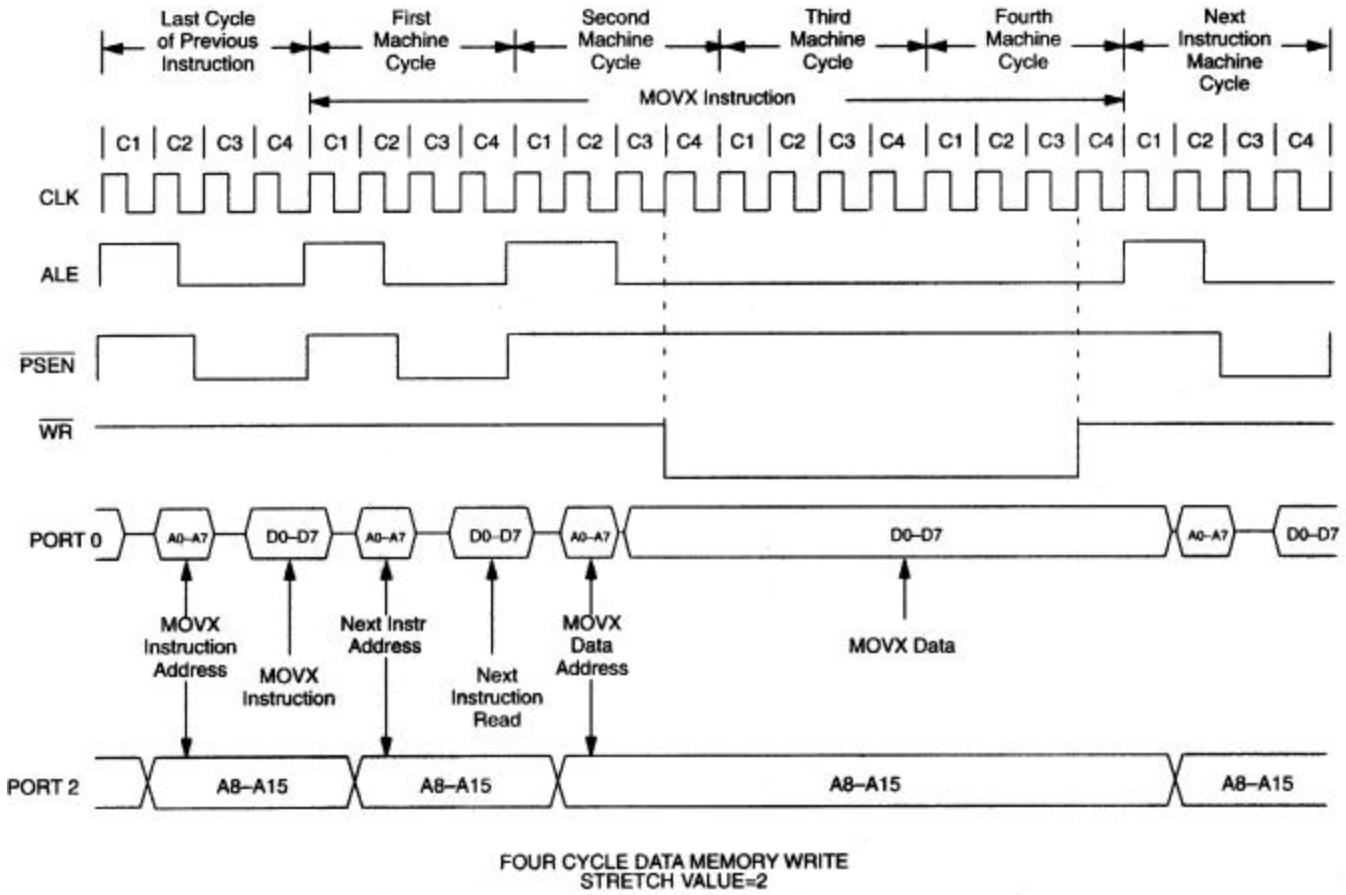 Last Cycle of Previous Instruction
First Machine Cycle
Second Machine Cycle
Third Machine Cycle
Fourth Machine Cycle
Next Instruction Machine Cycle
MOVX Instruction
C1 C2 C3 C4 C1 C2 C3 C4 C1 C2 C3 C4 C1 C2 C3 C4 C1 C2 C3 C4 C1 C2 C3 C4
CLK
ALE
PSEN
WR
PORT 0 A0–A7 D0–D7 A0–A7 D0–D7 A0–A7 D0–D7 A0–A7 D0–D7
MOVX Instruction Address
MOVX Instruction
Next Instr Address
Next Instruction Read
MOVX Data Address
MOVX Data
PORT 2 A8–A15 A8–A15 A8–A15 A8–A15
FOUR CYCLE DATA MEMORY WRITE
STRETCH VALUE=2